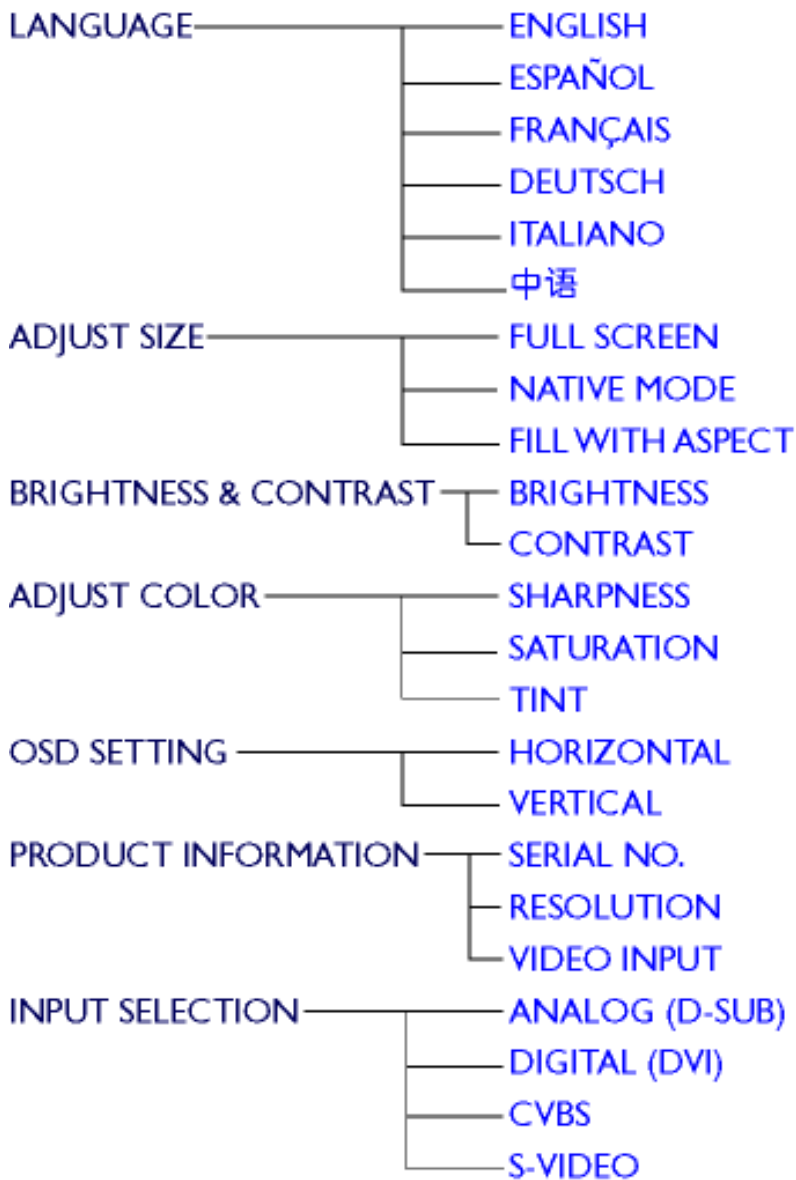 LANGUAGE ENGLISH
ESPAÑOL
FRANÇAIS
DEUTSCH
ITALIANO
中语
ADJUST SIZE FULL SCREEN
NATIVE MODE
FILL WITH ASPECT
BRIGHTNESS & CONTRAST BRIGHTNESS
CONTRAST
ADJUST COLOR SHARPNESS
SATURATION
TINT
OSD SETTING HORIZONTAL
VERTICAL
PRODUCT INFORMATION SERIAL NO.
RESOLUTION
VIDEO INPUT
INPUT SELECTION ANALOG (D-SUB)
DIGITAL (DVI)
CVBS
S-VIDEO